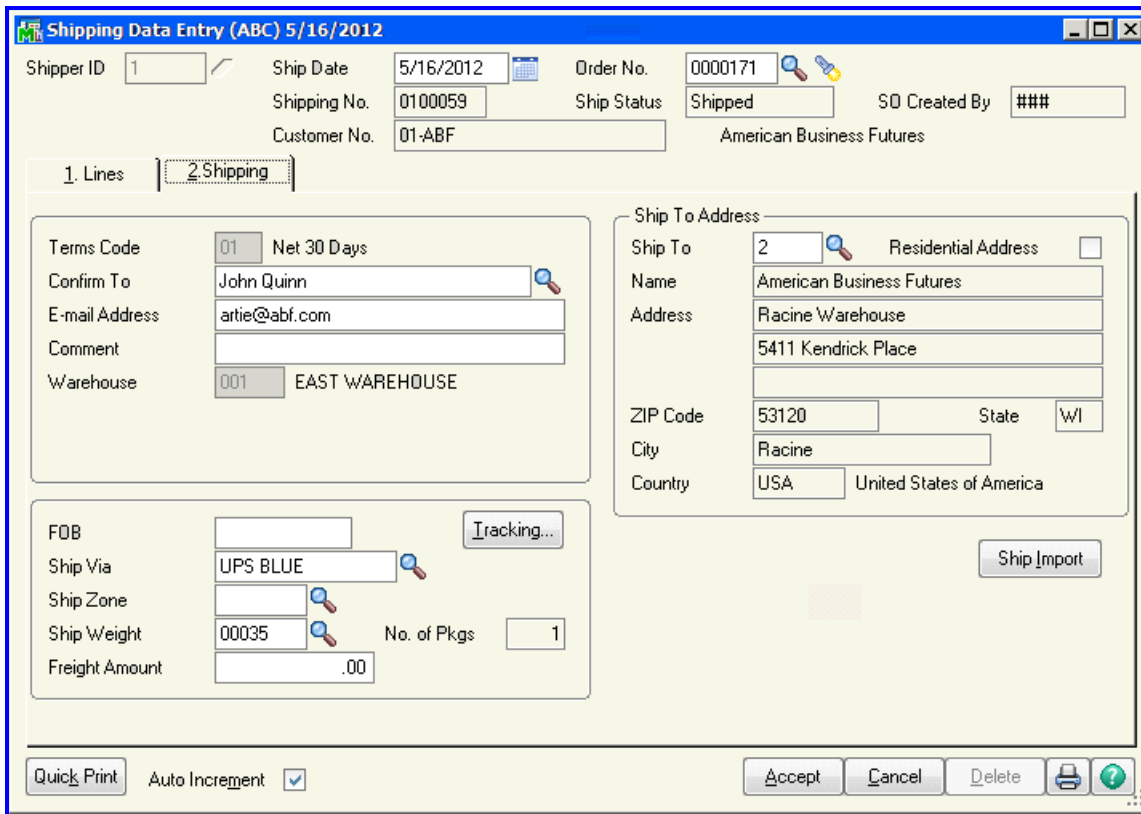 Shipping Data Entry (ABC) 5/16/2012
Shipper ID 1 Ship Date 5/16/2012 Order No. 0000171
Shipping No. 0100059 Ship Status Shipped SO Created By ###
Customer No. 01-ABF American Business Futures
1. Lines 2.Shipping
Terms Code 01 Net 30 Days
Confirm To John Quinn
E-mail Address artie@abf.com
Comment
Warehouse 001 EAST WAREHOUSE
Ship To Address
Ship To 2 Residential Address
Name American Business Futures
Address Racine Warehouse
5411 Kendrick Place
ZIP Code 53120 State WI
City Racine
Country USA United States of America
FOB Tracking...
Ship Via UPS BLUE
Ship Zone
Ship Weight 00035 No. of Pkgs 1
Freight Amount .00
Ship Import
Quick Print Auto Increment Accept Cancel Delete